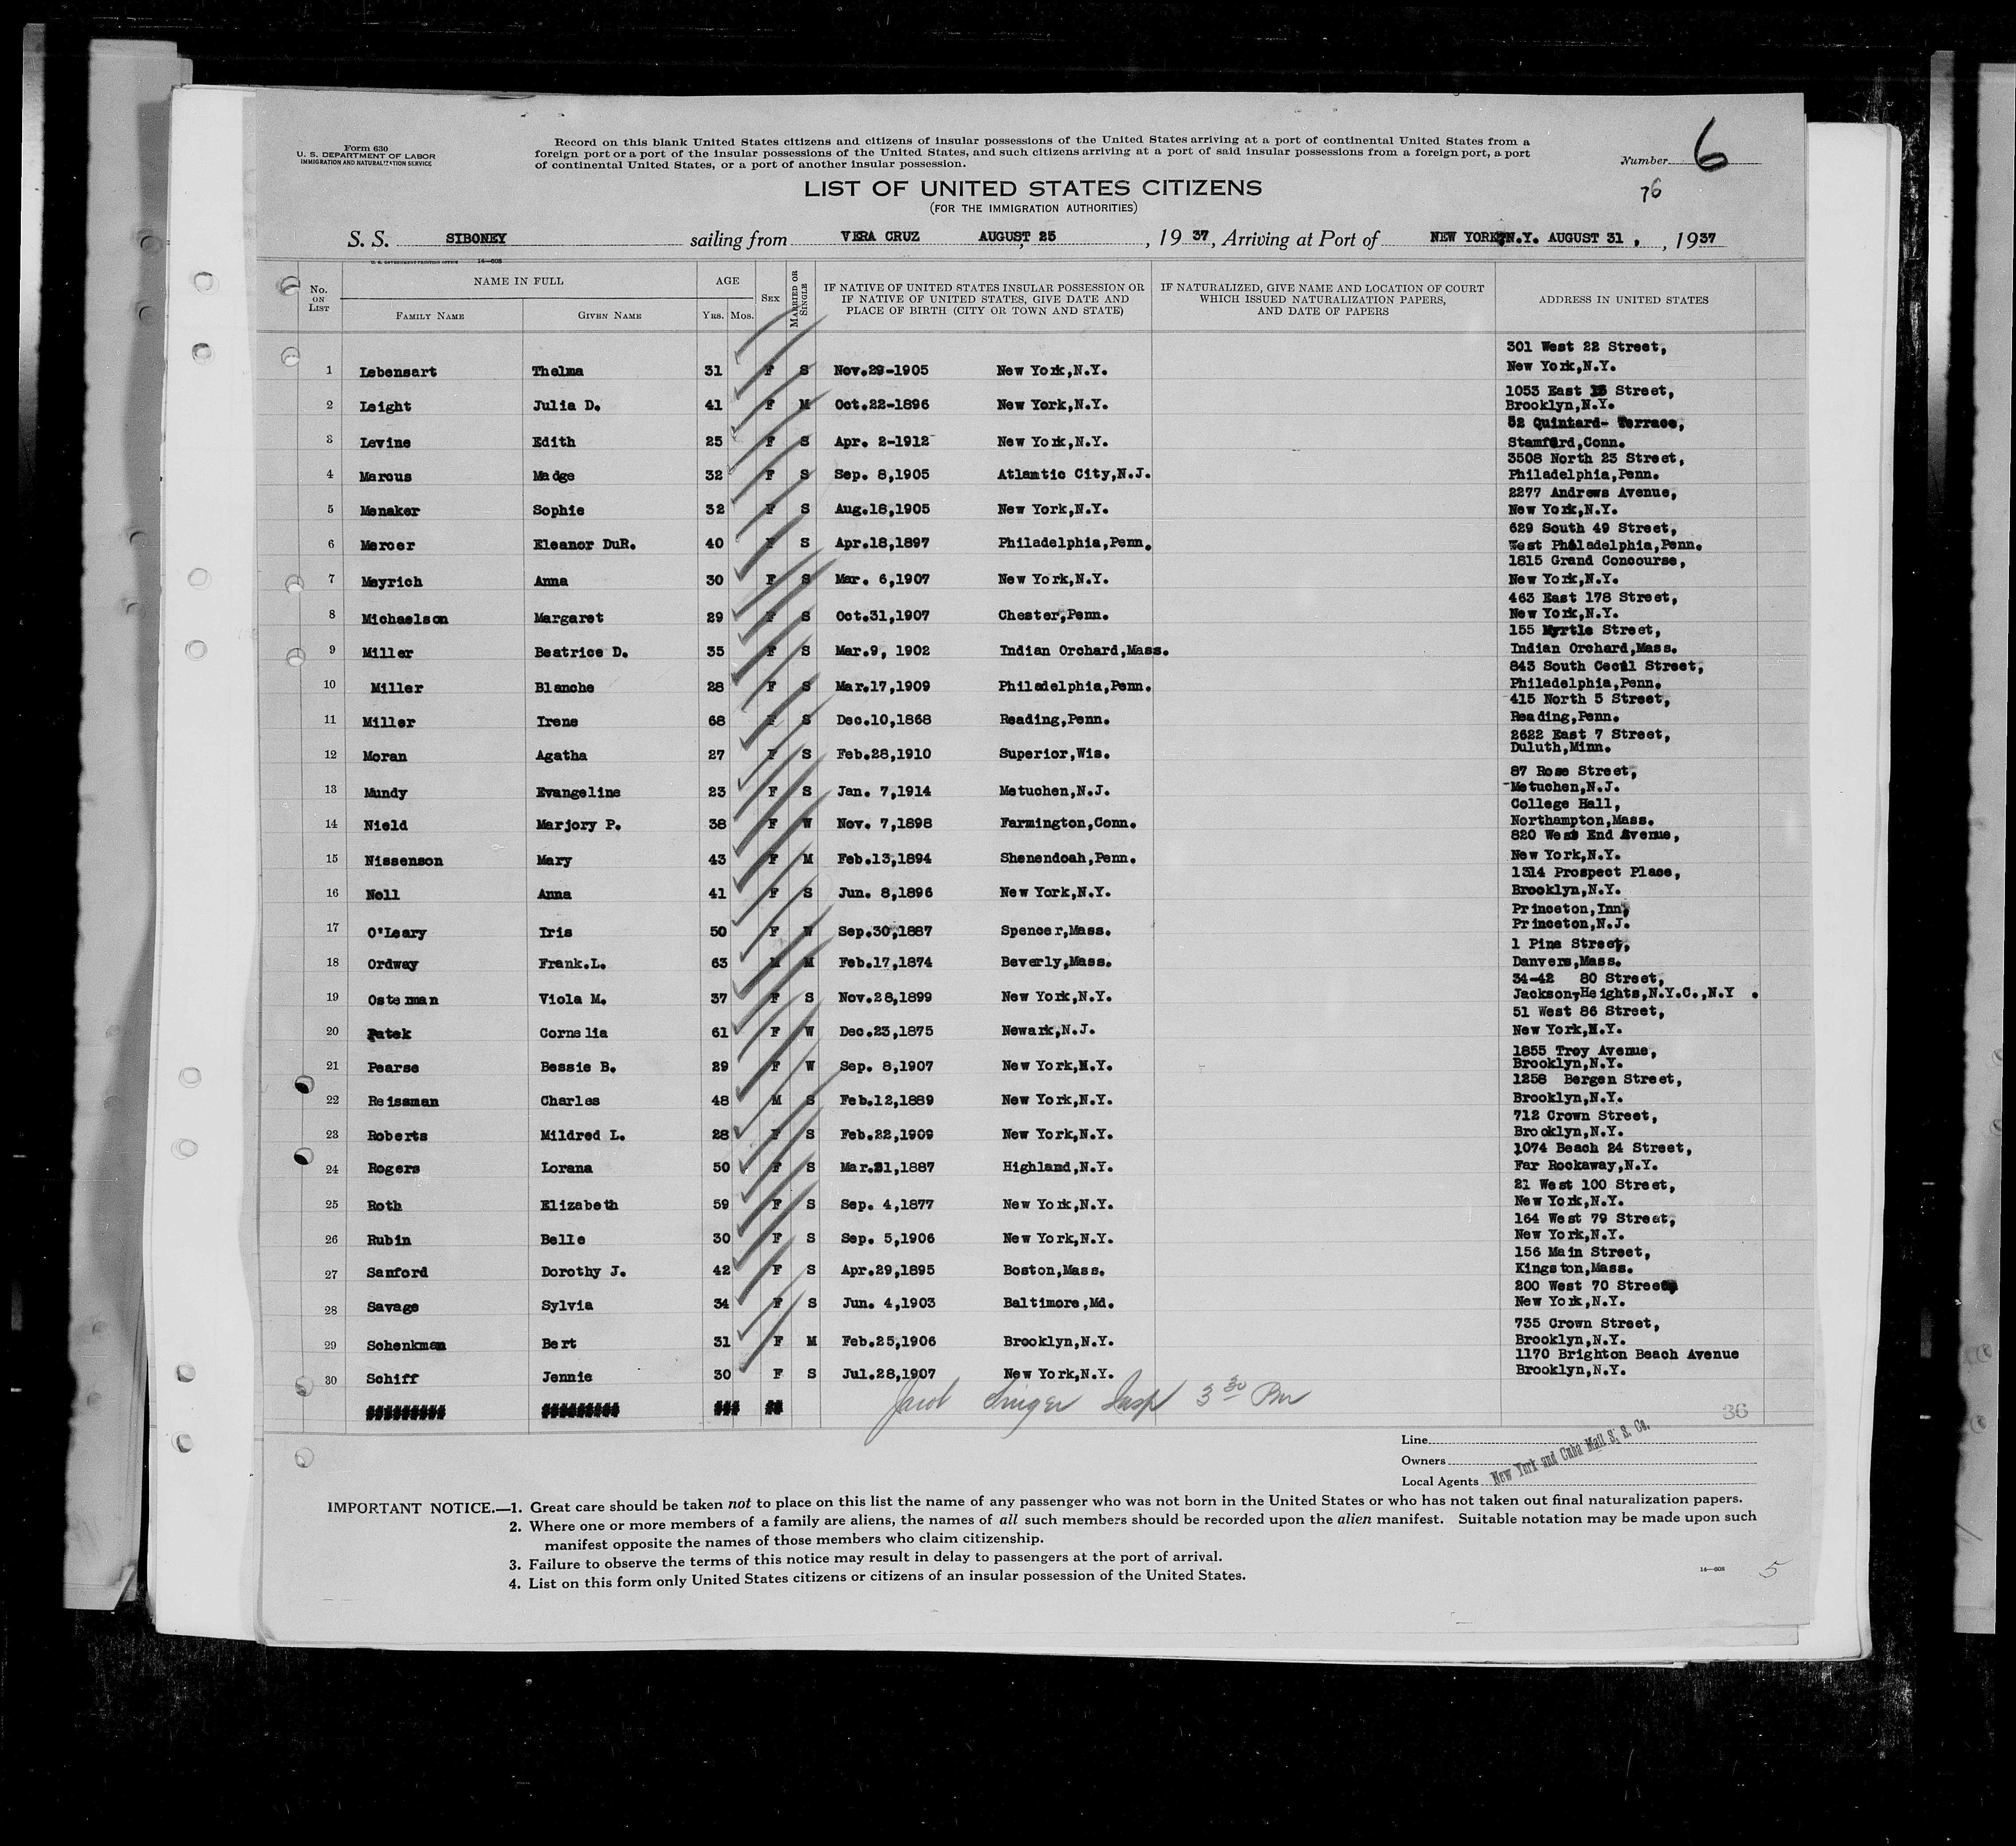 Form 630
U. S. DEPARTMENT OF LABOR
IMMIGRATION AND NATURALIZATION SERVICE
Record on this blank United States citizens and citizens of insular possessions of the United States arriving at a port of continental United States from a
foreign port or a port of the insular possessions of the United States, and such citizens arriving at a port of said insular possessions from a foreign port, a port
of continental United States, or a port of another insular possession.
Number 6
76
LIST OF UNITED STATES CITIZENS
(FOR THE IMMIGRATION AUTHORITIES)
S. S. SIBONEY sailing from VERA CRUZ AUGUST 25, 1937, Arriving at Port of NEW YORK, N.Y. AUGUST 31, , 1937
U. S. GOVERNMENT PRINTING OFFICE 14—608
No. ON LIST NAME IN FULL AGE SEX MARRIED OR SINGLE IF NATIVE OF UNITED STATES INSULAR POSSESSION OR IF NATIVE OF UNITED STATES, GIVE DATE AND PLACE OF BIRTH (CITY OR TOWN AND STATE) IF NATURALIZED, GIVE NAME AND LOCATION OF COURT WHICH ISSUED NATURALIZATION PAPERS, AND DATE OF PAPERS ADDRESS IN UNITED STATES
FAMILY NAME GIVEN NAME YRS. MOS.
301 West 22 Street,
1 Lebensart Thelma 31 F S Nov.29-1905 New York,N.Y. New York,N.Y.
1053 East Street,
2 Leight Julia D. 41 F M Oct.22-1896 New York,N.Y. Brooklyn,N.Y.
52 Quintard- Terrace,
3 Levine Edith 25 F S Apr. 2-1912 New York,N.Y. Stamford,Conn.
3508 North 23 Street,
4 Marcus Madge 32 F S Sep. 8,1905 Atlantic City,N.J. Philadelphia,Penn.
2277 Andrews Avenue,
5 Menaker Sophie 32 F S Aug.18,1905 New York,N.Y. New York,N.Y.
629 South 49 Street,
6 Mercer Eleanor DuR. 40 F S Apr.18,1897 Philadelphia,Penn. West Philadelphia,Penn.
1815 Grand Concourse,
7 Meyrich Anna 30 F S Mar. 6,1907 New York,N.Y. New York,N.Y.
463 East 178 Street,
8 Michaelson Margaret 29 F S Oct.31,1907 Chester,Penn. New York,N.Y.
155 Myrtle Street,
9 Miller Beatrice D. 35 F S Mar.9, 1902 Indian Orchard,Mass. Indian Orchard,Mass.
843 South Cecil Street,
10 Miller Blanche 28 F S Mar.17,1909 Philadelphia,Penn. Philadelphia,Penn.
415 North 5 Street,
11 Miller Irene 68 F S Dec.10,1868 Reading,Penn. Reading,Penn.
2622 East 7 Street,
12 Moran Agatha 27 F S Feb.28,1910 Superior,Wis. Duluth,Minn.
87 Rose Street,
13 Mundy Evangeline 23 F S Jan. 7,1914 Metuchen,N.J. Metuchen,N.J.
College Hall,
14 Nield Marjory P. 38 F W Nov. 7,1898 Farmington,Conn. Northampton,Mass.
820 West End Avenue,
15 Nissenson Mary 43 F M Feb.13,1894 Shenendoah,Penn. New York,N.Y.
1314 Prospect Place,
16 Noll Anna 41 F S Jun. 8,1896 New York,N.Y. Brooklyn,N.Y.
Princeton,Inn,
17 O'Leary Iris 50 F W Sep.30,1887 Spencer,Mass. Princeton,N.J.
1 Pine Street,
18 Ordway Frank.L. 63 M M Feb.17,1874 Beverly,Mass. Danvers,Mass.
34-42 80 Street,
19 Osterman Viola M. 37 F S Nov.28,1899 New York,N.Y. Jackson,Heights,N.Y.C.,N.Y .
51 West 86 Street,
20 Patek Cornelia 61 F W Dec.23,1875 Newark,N.J. New York,N.Y.
1855 Troy Avenue,
21 Pearse Bessie B. 29 F W Sep. 8,1907 New York,N.Y. Brooklyn,N.Y.
1258 Bergen Street,
22 Reissman Charles 48 M S Feb.12,1889 New York,N.Y. Brooklyn,N.Y.
712 Crown Street,
23 Roberts Mildred L. 28 F S Feb.22,1909 New York,N.Y. Brooklyn,N.Y.
1074 Beach 24 Street,
24 Rogers Lorana 50 F S Mar.21,1887 Highland,N.Y. Far Rockaway,N.Y.
21 West 100 Street,
25 Roth Elizabeth 59 F S Sep. 4,1877 New York,N.Y. New York,N.Y.
164 West 79 Street,
26 Rubin Belle 30 F S Sep. 5,1906 New York,N.Y. New York,N.Y.
156 Main Street,
27 Sanford Dorothy J. 42 F S Apr.29,1895 Boston,Mass. Kingston,Mass.
200 West 70 Street,
28 Savage Sylvia 34 F S Jun. 4,1903 Baltimore,Md. New York,N.Y.
735 Crown Street,
29 Schenkman Bert 31 F M Feb.25,1906 Brooklyn,N.Y. Brooklyn,N.Y.
1170 Brighton Beach Avenue
30 Schiff Jennie 30 F S Jul.28,1907 New York,N.Y. Brooklyn,N.Y.
Jacob Singer Insp 3 30 Pm
36
Line
Owners
Local Agents New York and Cuba Mail S. S. Co.
IMPORTANT NOTICE.—1. Great care should be taken not to place on this list the name of any passenger who was not born in the United States or who has not taken out final naturalization papers.
2. Where one or more members of a family are aliens, the names of all such members should be recorded upon the alien manifest. Suitable notation may be made upon such
manifest opposite the names of those members who claim citizenship.
3. Failure to observe the terms of this notice may result in delay to passengers at the port of arrival.
4. List on this form only United States citizens or citizens of an insular possession of the United States.
14—608
5